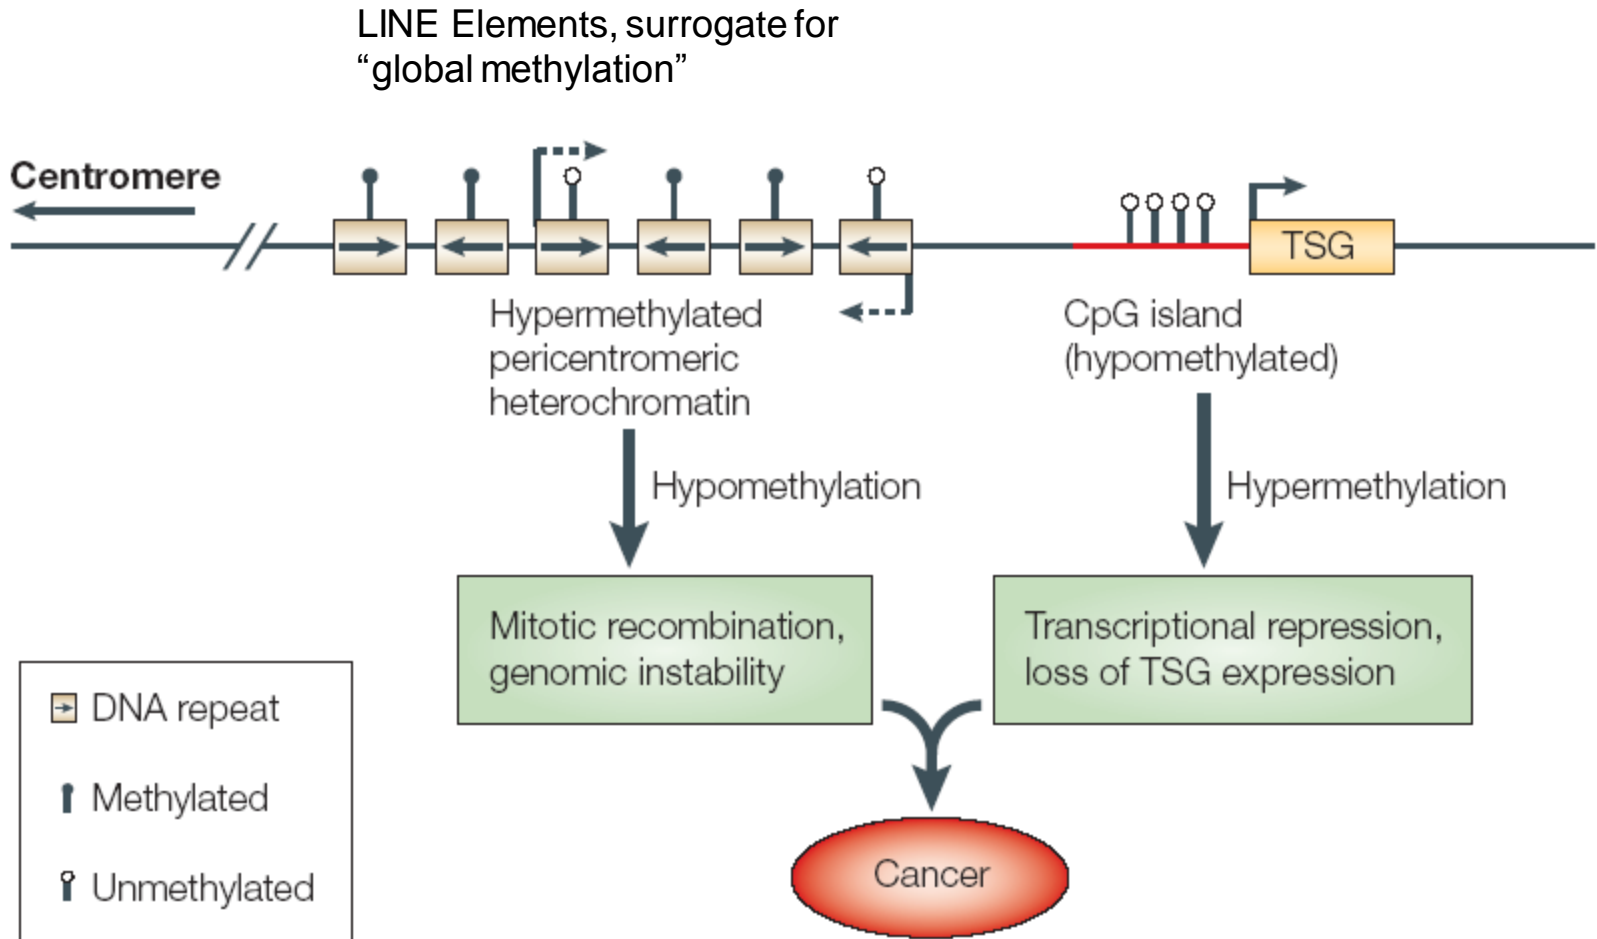 LINE Elements, surrogate for
“global methylation”
Centromere
TSG
Hypermethylated
pericentromeric
heterochromatin
CpG island
(hypomethylated)
Hypomethylation
Hypermethylation
Mitotic recombination,
genomic instability
Transcriptional repression,
loss of TSG expression
DNA repeat
Methylated
Unmethylated
Cancer